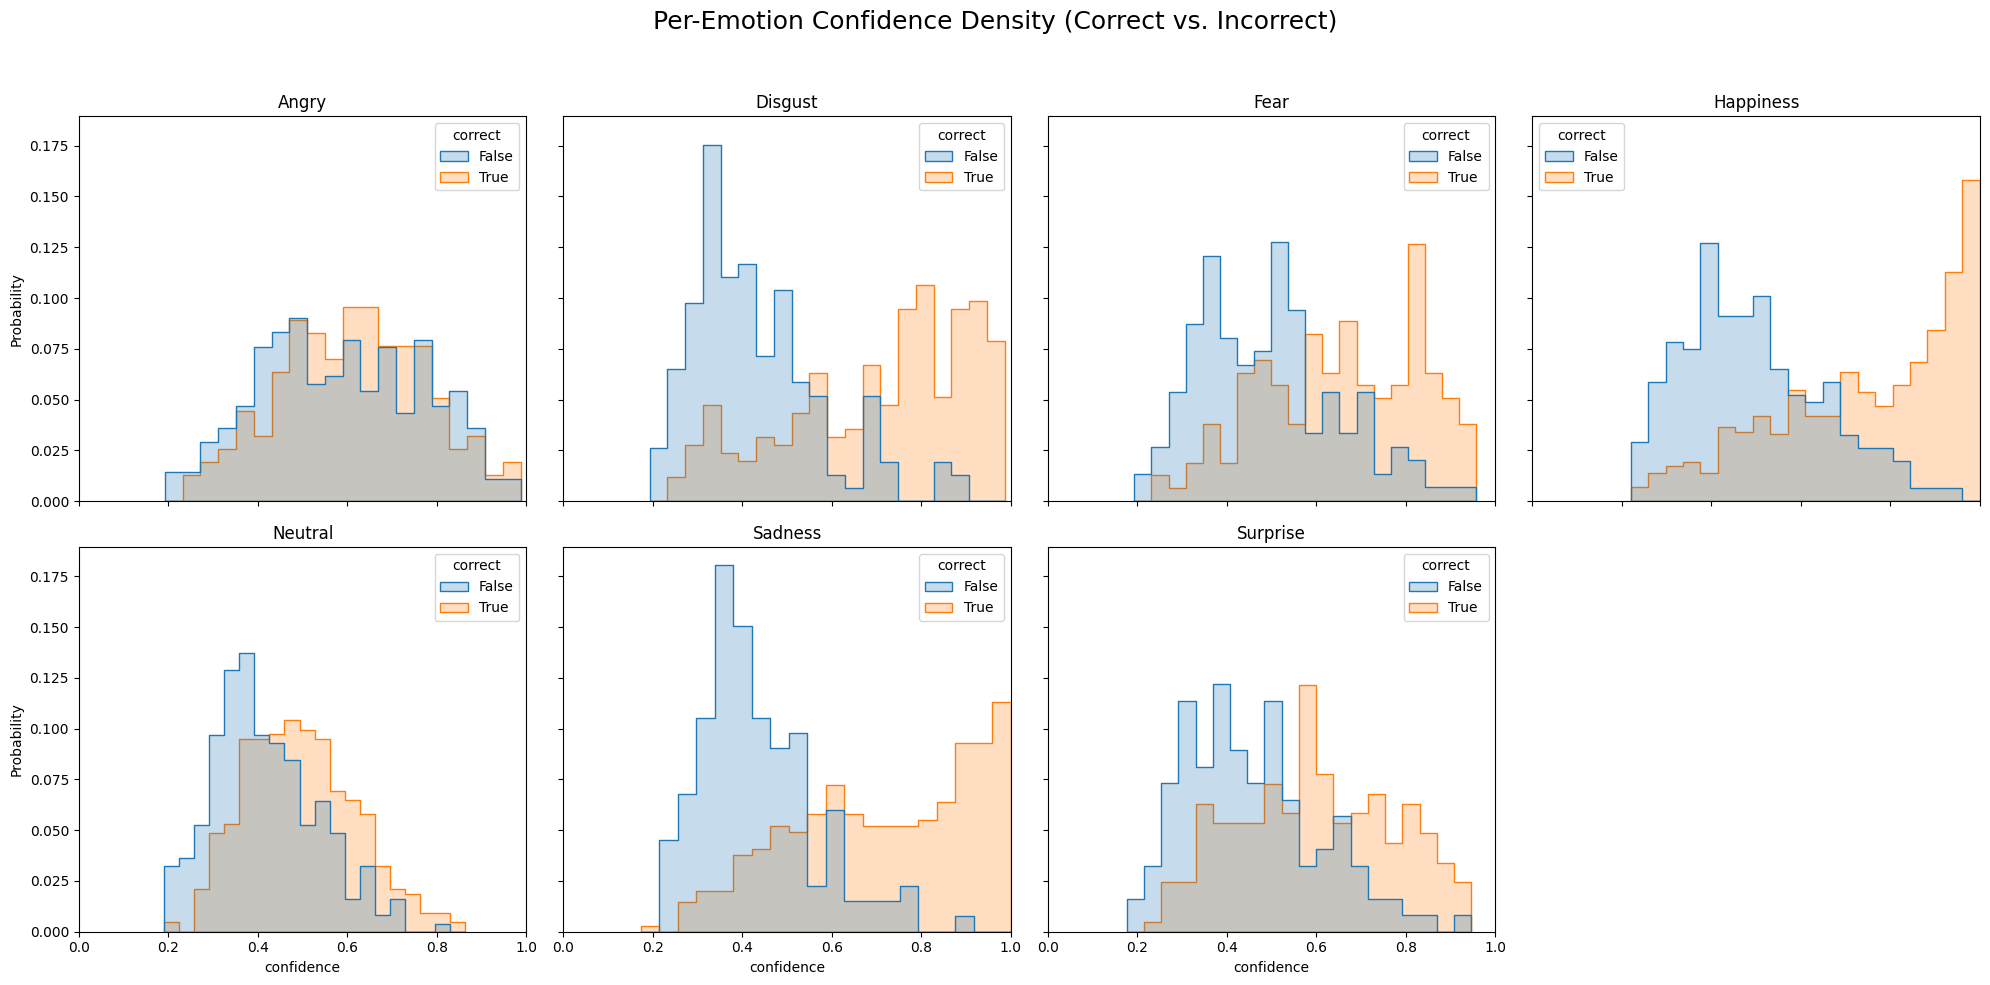 Per-Emotion Confidence Density (Correct vs. Incorrect)
Angry
Disgust
Fear
Happiness
correct
False
True
correct
False
True
correct
False
True
correct
False
True
Probability
0.175
0.150
0.125
0.100
0.075
0.050
0.025
0.000
Neutral
Sadness
Surprise
correct
False
True
correct
False
True
correct
False
True
Probability
0.175
0.150
0.125
0.100
0.075
0.050
0.025
0.000
0.0 0.2 0.4 0.6 0.8 1.0
confidence
0.0 0.2 0.4 0.6 0.8 1.0
confidence
0.0 0.2 0.4 0.6 0.8 1.0
confidence